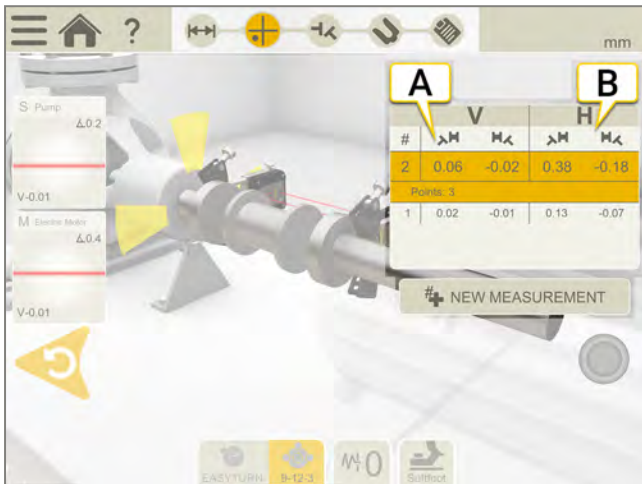 ?
mm
A
B
V H
#
2 0.06 -0.02 0.38 -0.18
Points: 3
1 0.02 -0.01 0.13 -0.07
NEW MEASUREMENT
S Pump
∡0.2
V-0.01
M Electric Motor
∡0.4
V-0.01
EASYTURN
9-12-3
0
Softfoot